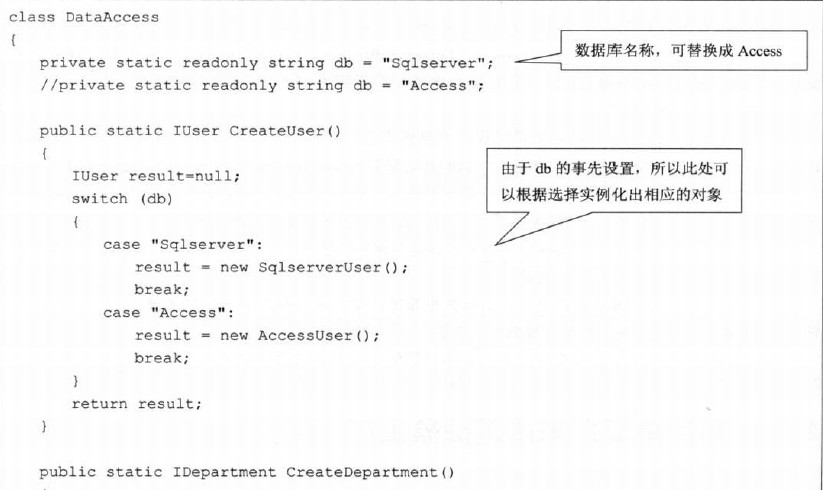 class DataAccess
{
private static readonly string db = "Sqlserver";
数据库名称，可替换成 Access
//private static readonly string db = "Access";
public static IUser CreateUser()
{
IUser result=null;
由于 db 的事先设置，所以此处可
以根据选择实例化出相应的对象
switch (db)
{
case "Sqlserver":
result = new SqlserverUser();
break;
case "Access":
result = new AccessUser();
break;
}
return result;
}
public static IDepartment CreateDepartment()
{